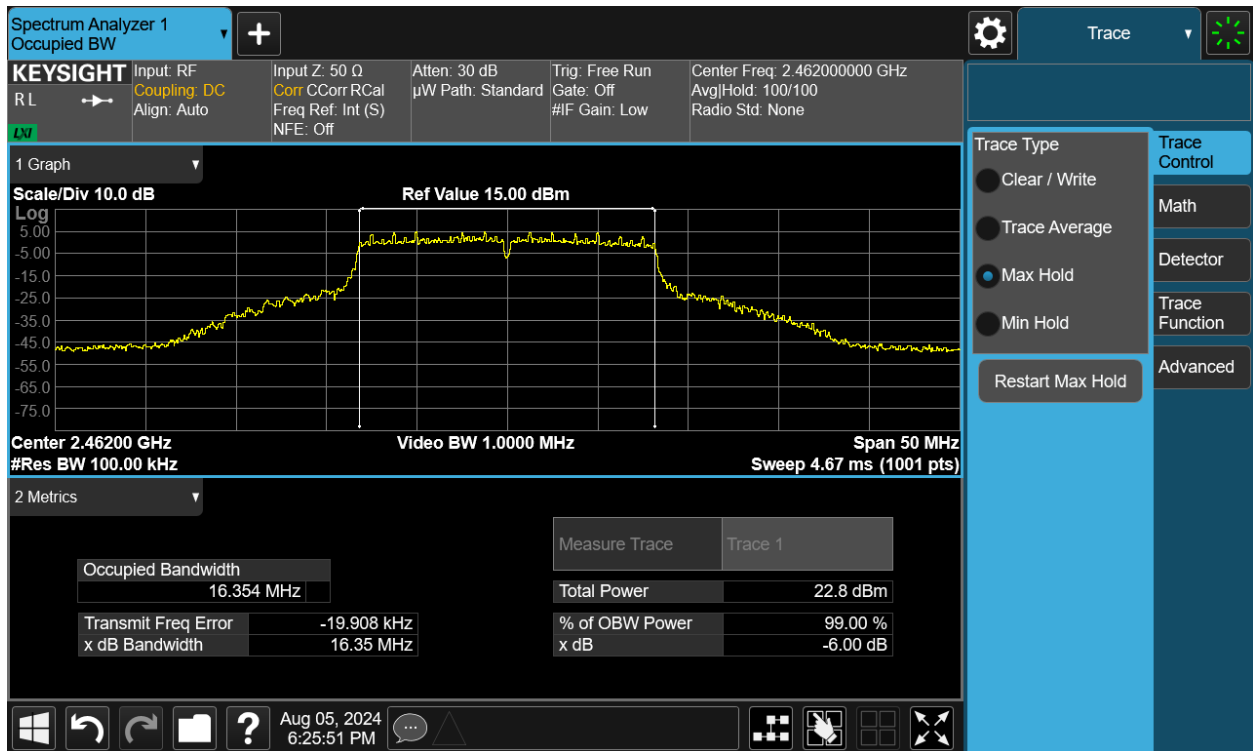 Spectrum Analyzer 1
Occupied BW
Trace
KEYSIGHT
RL
LXI
Input: RF
Coupling: DC
Align: Auto
Input Z: 50 Ω
Corr CCorr RCal
Freq Ref: Int (S)
NFE: Off
Atten: 30 dB
µW Path: Standard
Trig: Free Run
Gate: Off
#IF Gain: Low
Center Freq: 2.462000000 GHz
Avg|Hold: 100/100
Radio Std: None
1 Graph
Scale/Div 10.0 dB
Ref Value 15.00 dBm
Log
5.00
-5.00
-15.0
-25.0
-35.0
-45.0
-55.0
-65.0
-75.0
Center 2.46200 GHz
Video BW 1.0000 MHz
Span 50 MHz
#Res BW 100.00 kHz
Sweep 4.67 ms (1001 pts)
2 Metrics
Measure Trace Trace 1
Occupied Bandwidth
16.354 MHz
Total Power 22.8 dBm
Transmit Freq Error -19.908 kHz
% of OBW Power 99.00 %
x dB Bandwidth 16.35 MHz
x dB -6.00 dB
Trace Type
Clear / Write
Trace Average
Max Hold
Min Hold
Restart Max Hold
Trace
Control
Math
Detector
Trace
Function
Advanced
?
Aug 05, 2024
6:25:51 PM